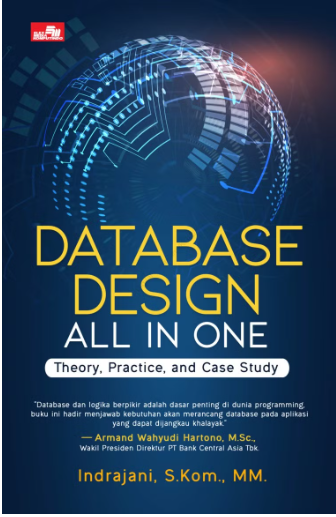 DATABASE
DESIGN
ALL IN ONE
Theory, Practice, and Case Study
"Database dan logika berpikir adalah dasar penting di dunia programming,
buku ini hadir menjawab kebutuhan akan merancang database pada aplikasi
yang dapat dijangkau khalayak."
— Armand Wahyudi Hartono, M.Sc.,
Wakil Presiden Direktur PT Bank Central Asia Tbk.
Indrajani, S.Kom., MM.